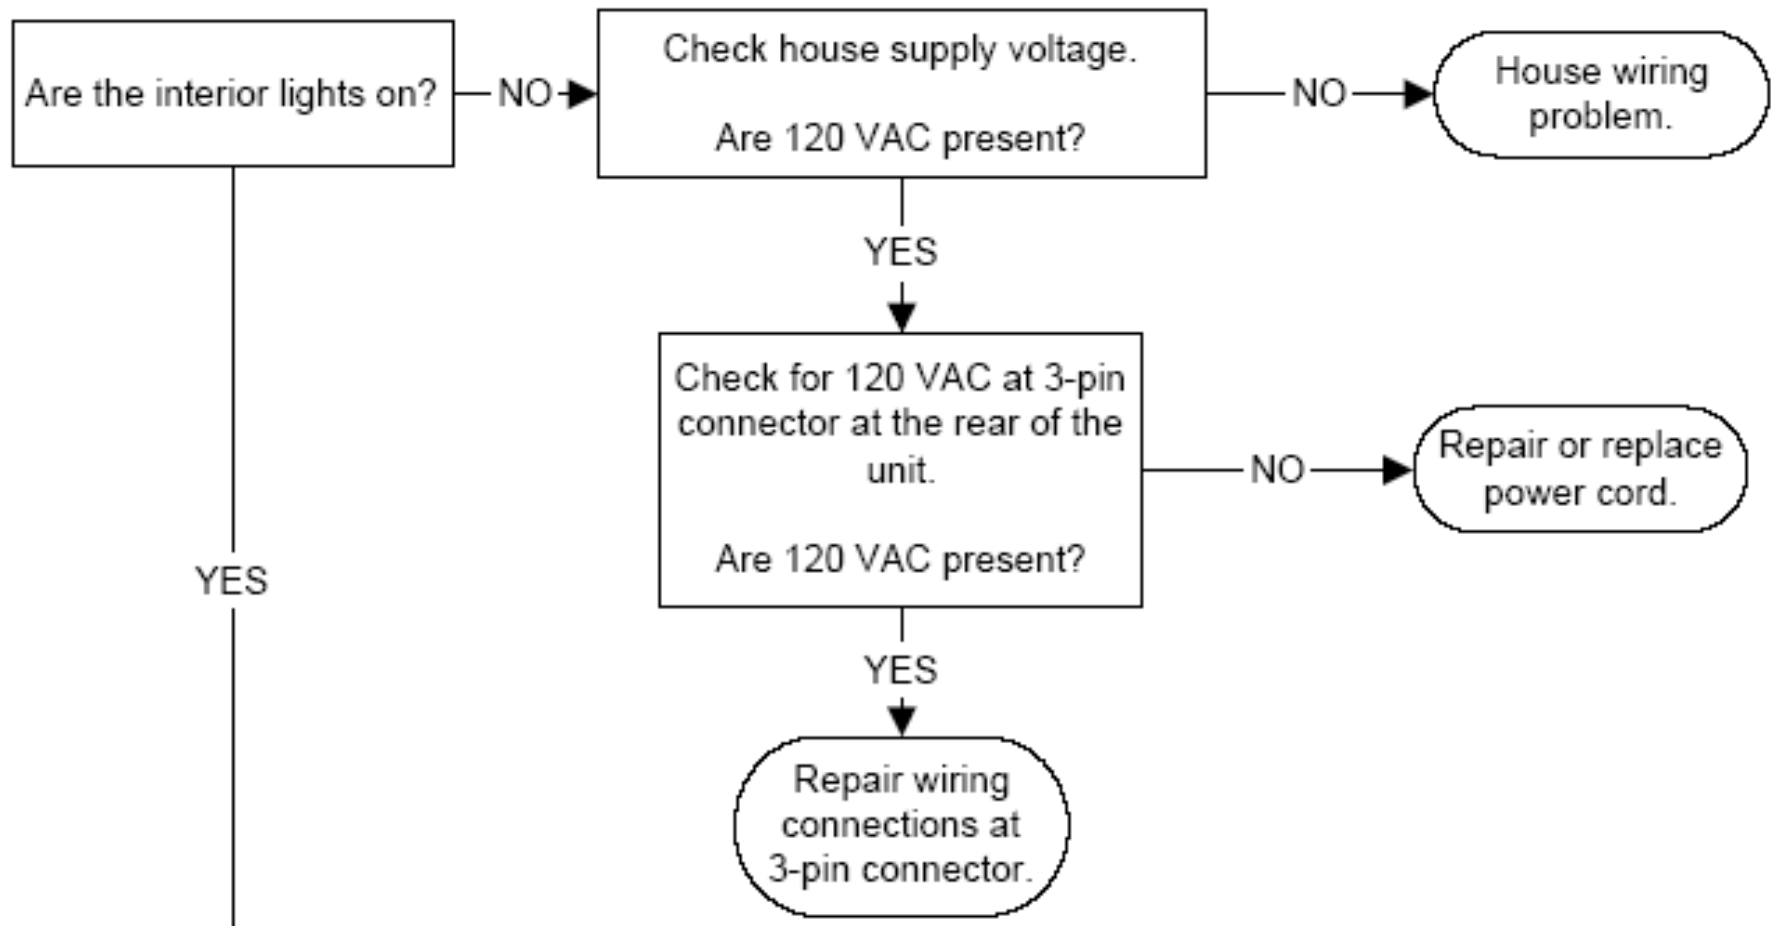 Are the interior lights on?
NO
Check house supply voltage.
Are 120 VAC present?
NO
House wiring
problem.
YES
Check for 120 VAC at 3-pin
connector at the rear of the
unit.
Are 120 VAC present?
NO
Repair or replace
power cord.
YES
YES
Repair wiring
connections at
3-pin connector.